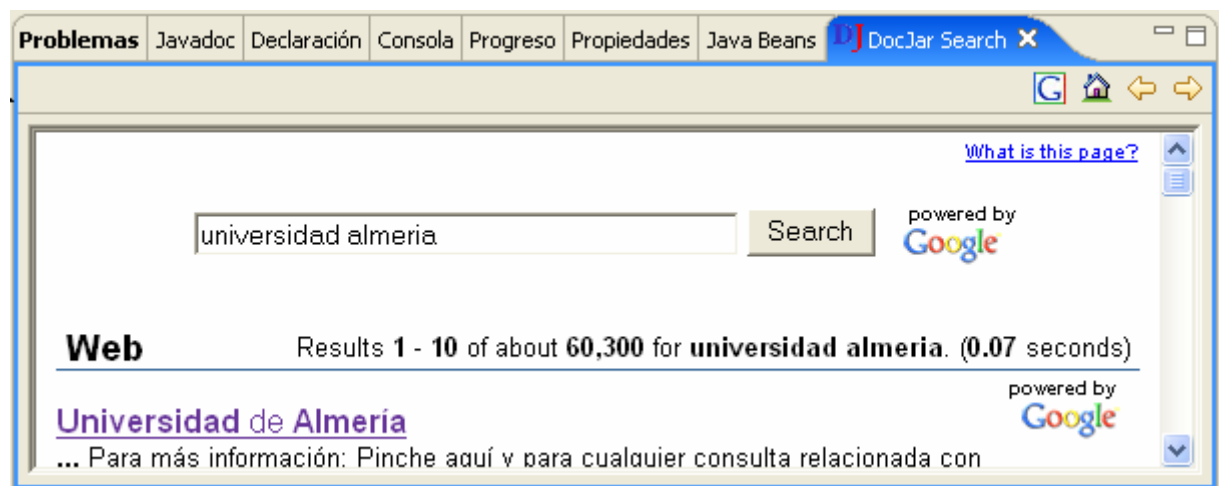 Problemas Javadoc Declaración Consola Progreso Propiedades Java Beans DJ DocJar Search
G
What is this page?
universidad almeria Search powered by Google
Web Results 1 - 10 of about 60,300 for universidad almeria. (0.07 seconds)
powered by Google
Universidad de Almería
... Para más información: Pinche aquí y para cualquier consulta relacionada con